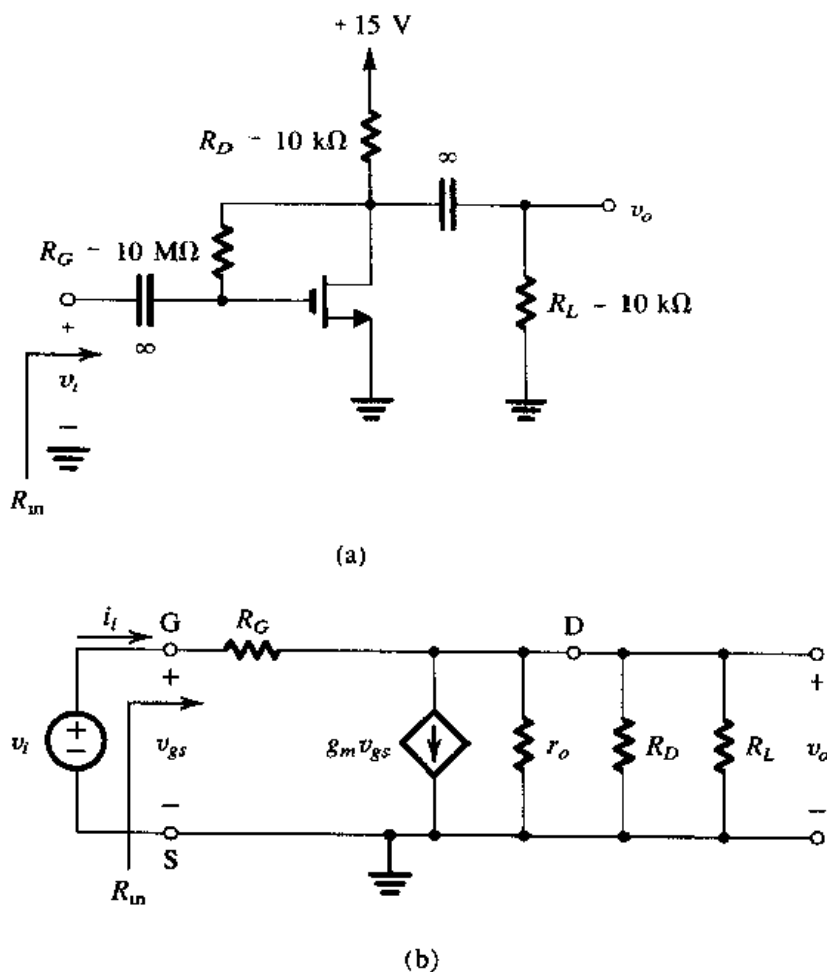 + 15 V
R_D - 10 kΩ
∞
v_o
R_G - 10 MΩ
R_L - 10 kΩ
+
∞
v_i
−
R_in
(a)
i_i
G
R_G
D
+
+
v_i
+
−
v_gs
g_m v_gs
r_o
R_D
R_L
v_o
−
−
S
R_in
(b)